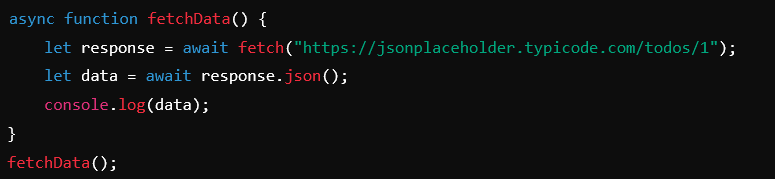 async function fetchData() {
    let response = await fetch("https://jsonplaceholder.typicode.com/todos/1");
    let data = await response.json();
    console.log(data);
}
fetchData();